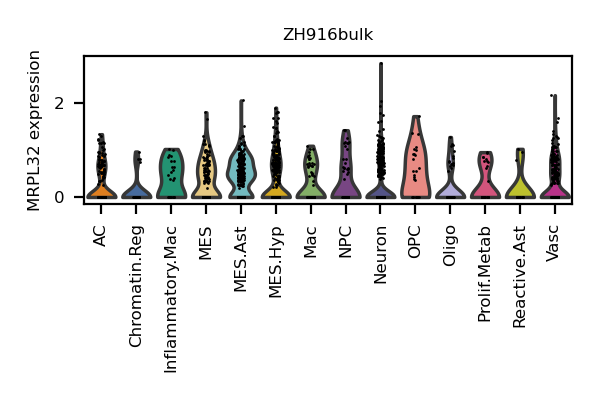 ZH916bulk
MRPL32 expression
2
0
AC
Chromatin.Reg
Inflammatory.Mac
MES
MES.Ast
MES.Hyp
Mac
NPC
Neuron
OPC
Oligo
Prolif.Metab
Reactive.Ast
Vasc